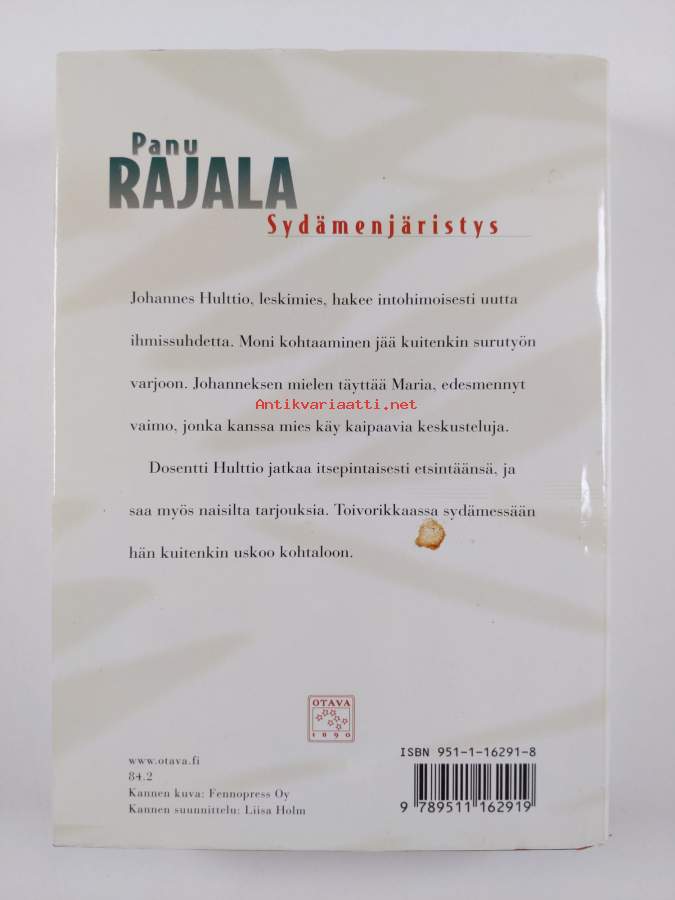 Panu
RAJALA
Sydämenjäristys
Johannes Hulttio, leskimies, hakee intohimoisesti uutta
ihmissuhdetta. Moni kohtaaminen jää kuitenkin surutyön
varjoon. Johanneksen mielen täyttää Maria, edesmennyt
Antikvariaatti.net
vaimo, jonka kanssa mies käy kaipaavia keskusteluja.
Dosentti Hulttio jatkaa itsepintaisesti etsintäänsä, ja
saa myös naisilta tarjouksia. Toivorikkaassa sydämessään
hän kuitenkin uskoo kohtaloon.
OTAVA
1890
www.otava.fi
84.2
Kannen kuva: Fennopress Oy
Kannen suunnittelu: Liisa Holm
ISBN 951-1-16291-8
9 789511 162919